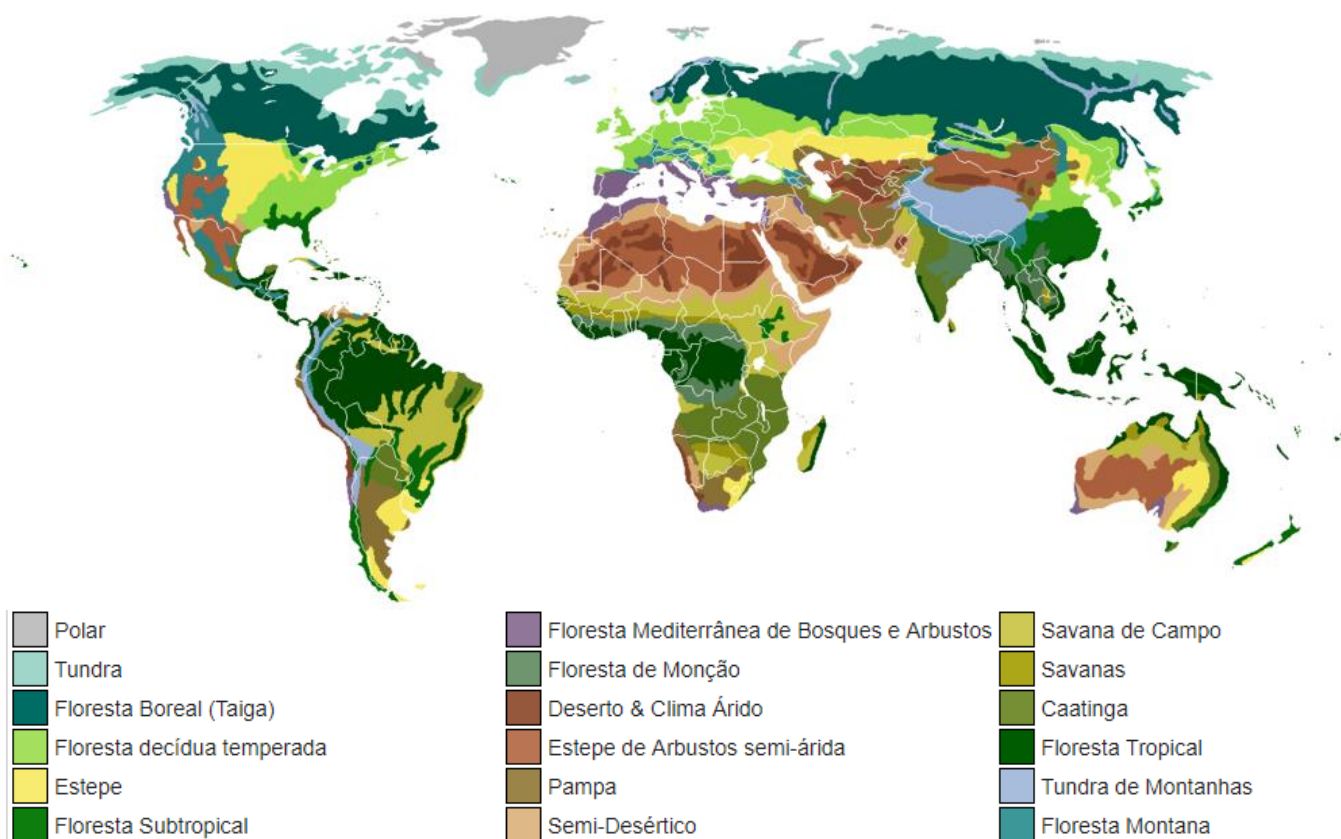 Polar
Tundra
Floresta Boreal (Taiga)
Floresta decídua temperada
Estepe
Floresta Subtropical
Floresta Mediterrânea de Bosques e Arbustos
Floresta de Monção
Deserto & Clima Árido
Estepe de Arbustos semi-árida
Pampa
Semi-Desértico
Savana de Campo
Savanas
Caatinga
Floresta Tropical
Tundra de Montanhas
Floresta Montana